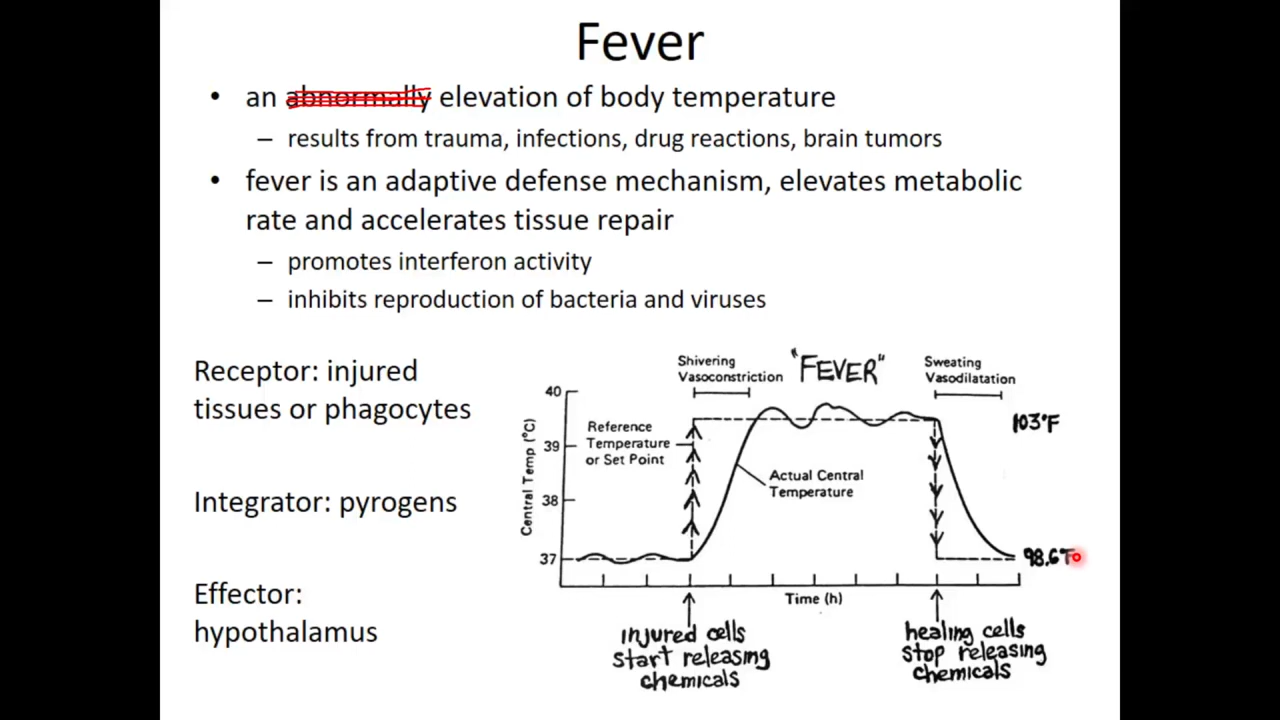 Fever
• an abnormally elevation of body temperature
– results from trauma, infections, drug reactions, brain tumors
• fever is an adaptive defense mechanism, elevates metabolic
rate and accelerates tissue repair
– promotes interferon activity
– inhibits reproduction of bacteria and viruses
Receptor: injured
tissues or phagocytes
Integrator: pyrogens
Effector:
hypothalamus
Shivering
Vasoconstriction
"FEVER"
Sweating
Vasodilatation
Central Temp (°C)
40
39
38
37
Reference
Temperature
or Set Point
Actual Central
Temperature
103°F
98.6
Time (h)
injured cells
start releasing
chemicals
healing cells
stop releasing
chemicals